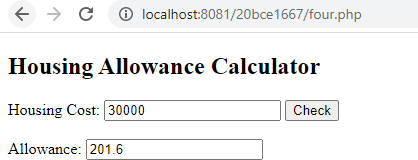 localhost:8081/20bce1667/four.php
Housing Allowance Calculator
Housing Cost: 30000 Check
Allowance: 201.6